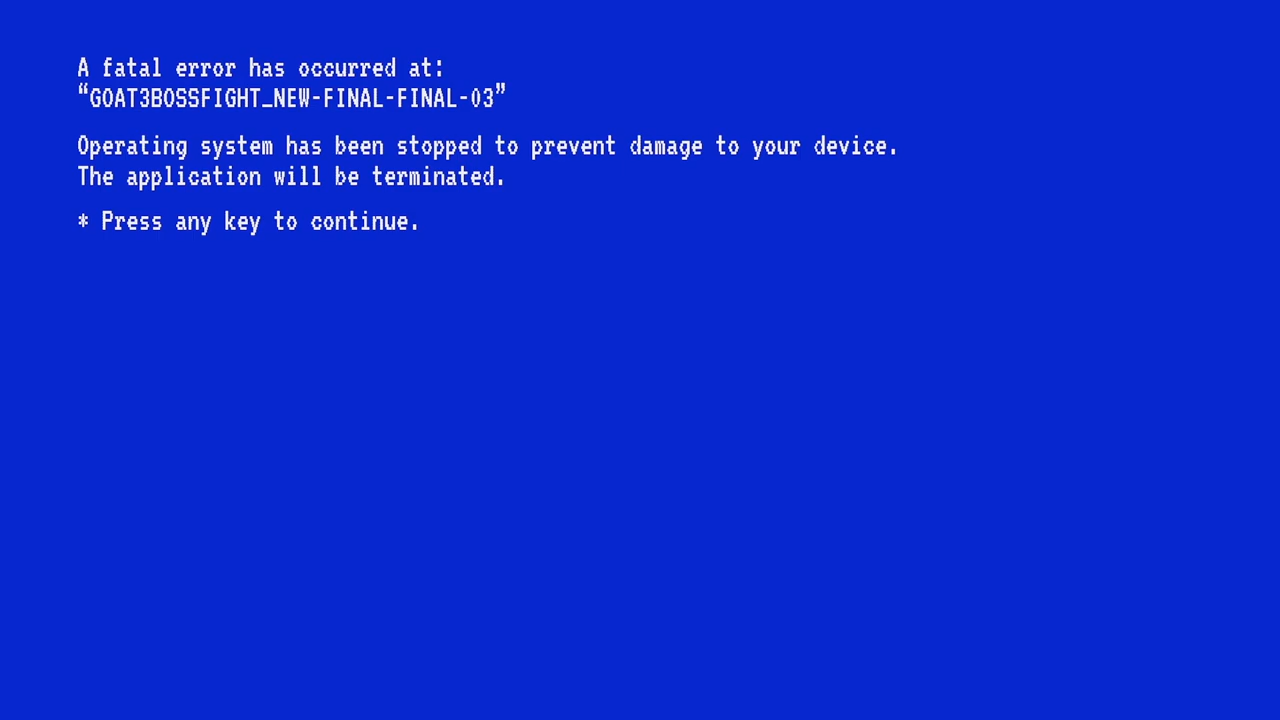 A fatal error has occurred at:
“GOAT3BOSSFIGHT_NEW-FINAL-FINAL-03”
Operating system has been stopped to prevent damage to your device.
The application will be terminated.
* Press any key to continue.